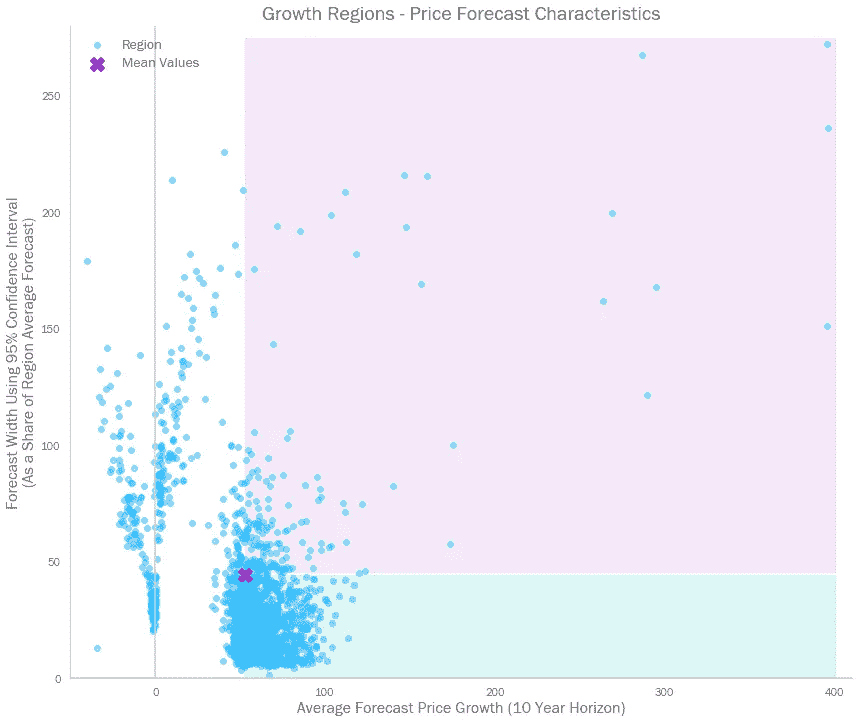 Growth Regions - Price Forecast Characteristics
Region
Mean Values
250
200
150
100
50
0
Forecast Width Using 95% Confidence Interval
(As a Share of Region Average Forecast)
0 100 200 300 400
Average Forecast Price Growth (10 Year Horizon)